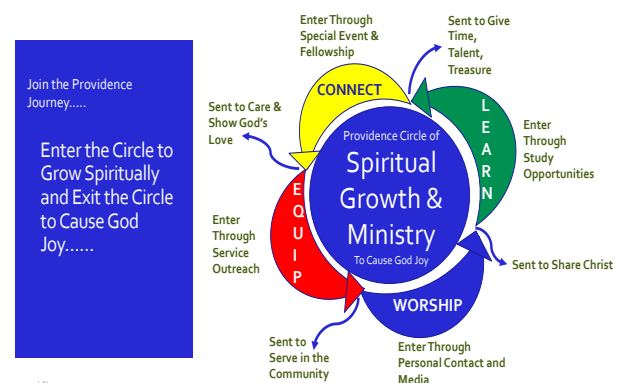 Join the Providence
Journey.....
Enter the Circle to
Grow Spiritually
and Exit the Circle
to Cause God
Joy......
Enter Through
Special Event &
Fellowship
Sent to Give
Time,
Talent,
Treasure
CONNECT
Sent to Care &
Show God's
Love
LEARN
Enter
Through
Study
Opportunities
Providence Circle of
Spiritual
Growth &
Ministry
To Cause God Joy
EQUIP
Enter
Through
Service
Outreach
Sent to Share Christ
WORSHIP
Sent to
Serve in the
Community
Enter Through
Personal Contact and
Media